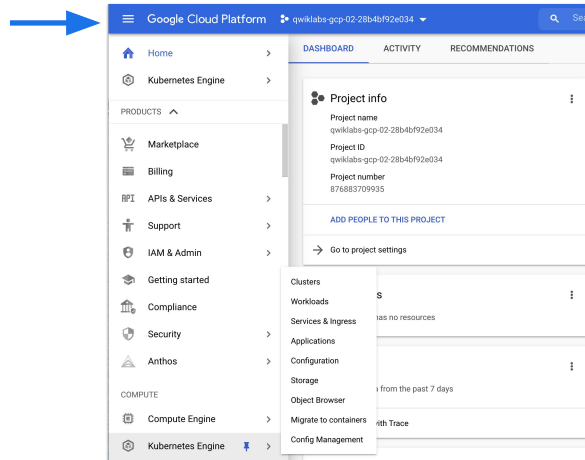 Google Cloud Platform
qwiklabs-gcp-02-28b4bf92e034
Sea
Home
Kubernetes Engine
PRODUCTS
Marketplace
Billing
API APIs & Services
Support
IAM & Admin
Getting started
Compliance
Security
Anthos
COMPUTE
Compute Engine
Kubernetes Engine
DASHBOARD
ACTIVITY
RECOMMENDATIONS
Project info
Project name
qwiklabs-gcp-02-28b4bf92e034
Project ID
qwiklabs-gcp-02-28b4bf92e034
Project number
876883709935
ADD PEOPLE TO THIS PROJECT
Go to project settings
Clusters
Workloads
Services & Ingress
Applications
Configuration
Storage
Object Browser
Migrate to containers
Config Management
s
has no resources
from the past 7 days
with Trace